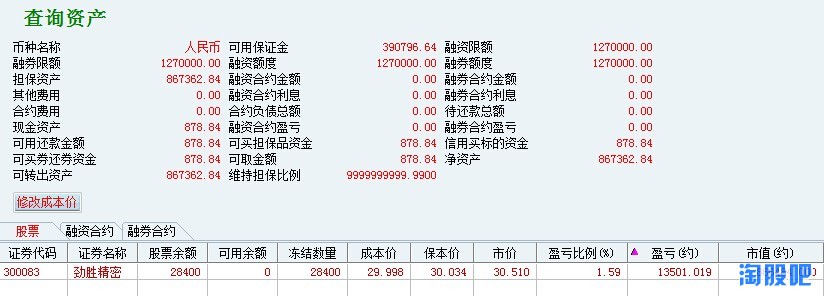 查询资产
币种名称 人民币 可用保证金 390796.64 融资限额 1270000.00
融券限额 1270000.00 融资额度 1270000.00 融券额度 1270000.00
担保资产 867362.84 融资合约金额 0.00 融券合约金额 0.00
其他费用 0.00 融资合约利息 0.00 融券合约利息 0.00
合约费用 0.00 合约负债总额 0.00 待还款总额 0.00
现金资产 878.84 融资合约盈亏 0.00 融券合约盈亏 0.00
可用还款金额 878.84 可买担保品资金 878.84 信用买标的资金 878.84
可买券还券资金 878.84 可取金额 878.84 净资产 867362.84
可转出资产 867362.84 维持担保比例 9999999999.9900
修改成本价
股票 融资合约 融券合约
证券代码 证券名称 股票余额 可用余额 冻结数量 成本价 保本价 市价 盈亏比例(%) 盈亏(约) 市值(约)
300083 劲胜精密 28400 0 28400 29.998 30.034 30.510 1.59 13501.019
淘股吧